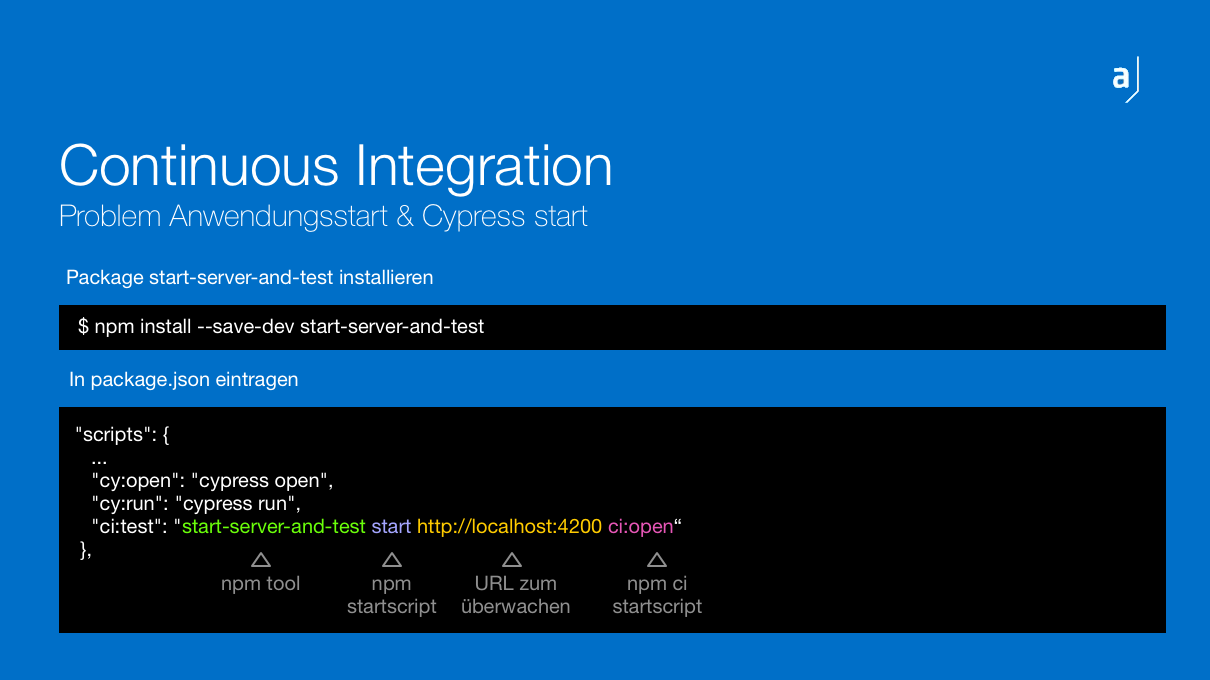 a
Continuous Integration
Problem Anwendungsstart & Cypress start
Package start-server-and-test installieren
$ npm install --save-dev start-server-and-test
In package.json eintragen
"scripts": {
...
"cy:open": "cypress open",
"cy:run": "cypress run",
"ci:test": "start-server-and-test start http://localhost:4200 ci:open“
},
npm tool
npm startscript
URL zum überwachen
npm ci startscript